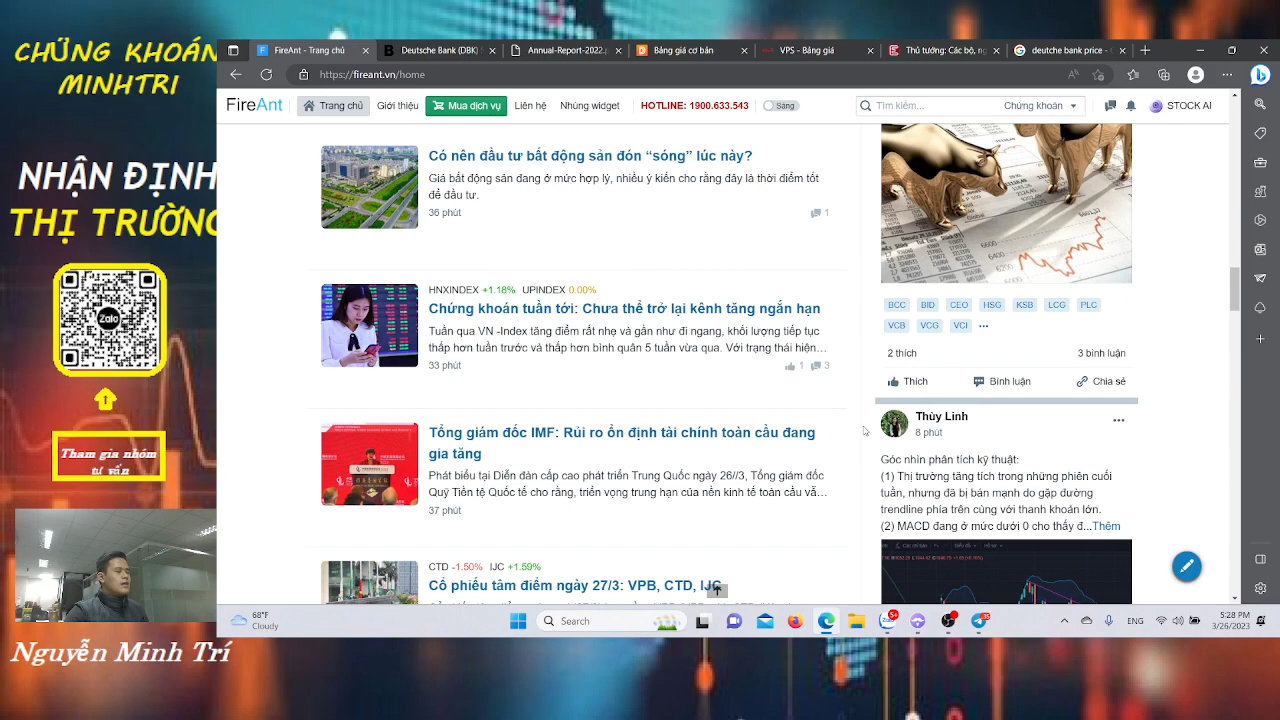 CHỨNG KHOÁN
MINHTRI
NHẬN ĐỊNH
THỊ TRƯỜNG
Zalo
Tham gia nhóm
tư vấn
Nguyễn Minh Trí
FireAnt - Trang chủ
Deutsche Bank (DBK)
Annual-Report-2022.p
Bảng giá cơ bản
VPS - Bảng giá
Thủ tướng: Các bộ, n
deutche bank price -
https://fireant.vn/home
FireAnt
Trang chủ
Giới thiệu
Mua dịch vụ
Liên hệ
Nhúng widget
HOTLINE: 1900.633.543
Sáng
Tìm kiếm...
Chứng khoán
STOCK AI
Có nên đầu tư bất động sản đón “sóng” lúc này?
Giá bất động sản đang ở mức hợp lý, nhiều ý kiến cho rằng đây là thời điểm tốt
để đầu tư.
36 phút
1
HNXINDEX +1.18% UPINDEX 0.00%
Chứng khoán tuần tới: Chưa thể trở lại kênh tăng ngắn hạn
Tuần qua VN -Index tăng điểm rất nhẹ và gần như đi ngang, khối lượng tiếp tục
thấp hơn tuần trước và thấp hơn bình quân 5 tuần vừa qua. Với trạng thái hiện...
33 phút
1 3
Tổng giám đốc IMF: Rủi ro ổn định tài chính toàn cầu đang
gia tăng
Phát biểu tại Diễn đàn cấp cao phát triển Trung Quốc ngày 26/3, Tổng giám đốc
Quỹ Tiền tệ Quốc tế cho rằng, triển vọng trung hạn của nền kinh tế toàn cầu vẫ...
37 phút
CTD -1.50% IJC +1.59%
Cổ phiếu tâm điểm ngày 27/3: VPB, CTD, IJC
BCC BID CEO HSG KSB LCG PLC
VCB VCG VCI ...
2 thích
3 bình luận
Thích
Bình luận
Chia sẻ
Thùy Linh
8 phút
Góc nhìn phân tích kỹ thuật:
(1) Thị trường tăng tích trong những phiên cuối
tuần, nhưng đã bị bán mạnh do gặp đường
trendline phía trên cùng với thanh khoản lớn.
(2) MACD đang ở mức dưới 0 cho thấy đ...Thêm
68°F
Cloudy
Search
ENG
5:28 PM
3/26/2023